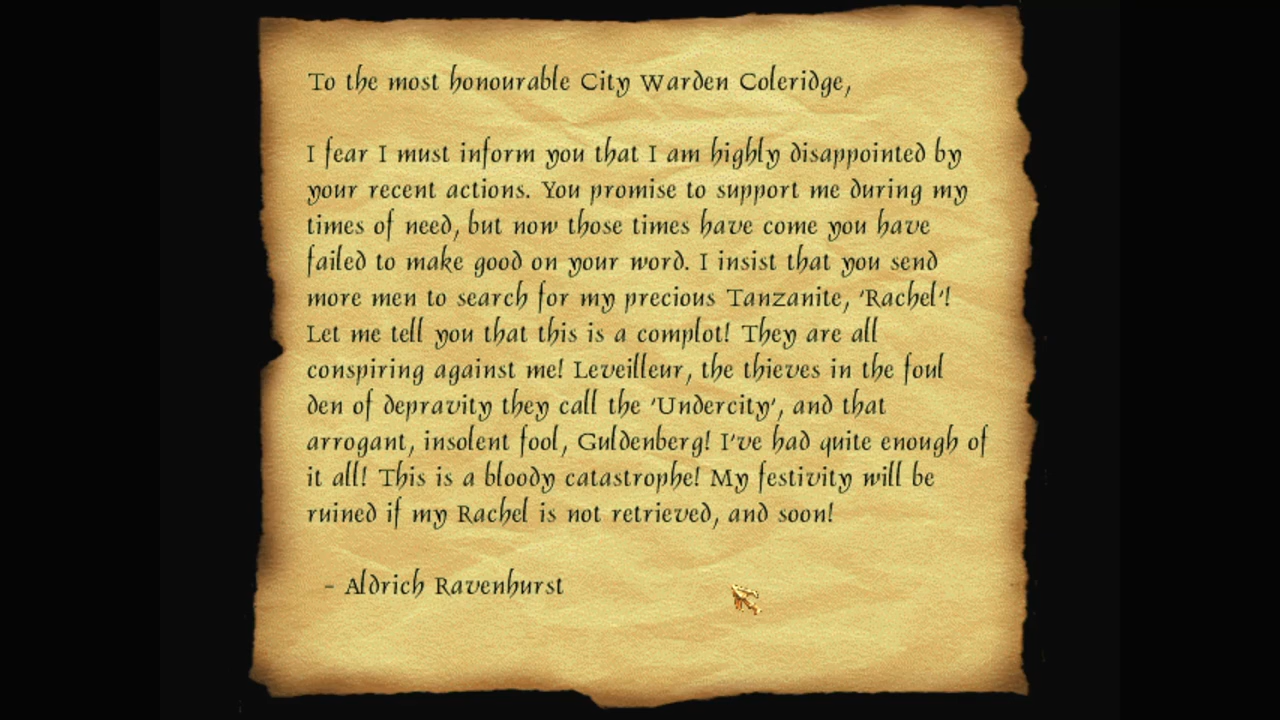 To the most honourable City Warden Coleridge,
I fear I must inform you that I am highly disappointed by
your recent actions. You promise to support me during my
times of need, but now those times have come you have
failed to make good on your word. I insist that you send
more men to search for my precious Tanzanite, 'Rachel'!
Let me tell you that this is a complot! They are all
conspiring against me! Leveilleur, the thieves in the foul
den of depravity they call the 'Undercity', and that
arrogant, insolent fool, Guldenberg! I've had quite enough of
it all! This is a bloody catastrophe! My festivity will be
ruined if my Rachel is not retrieved, and soon!
- Aldrich Ravenhurst